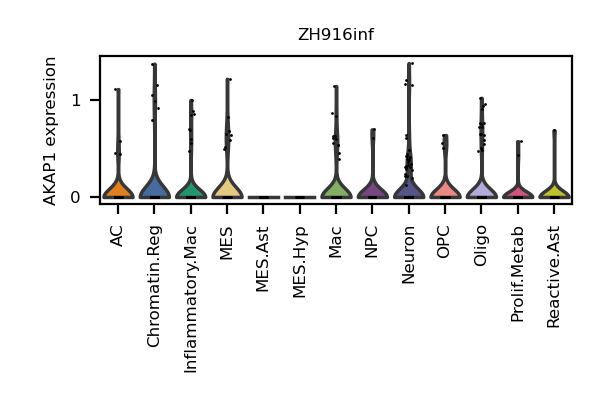 ZH916inf
AKAP1 expression
1
0
AC
Chromatin.Reg
Inflammatory.Mac
MES
MES.Ast
MES.Hyp
Mac
NPC
Neuron
OPC
Oligo
Prolif.Metab
Reactive.Ast